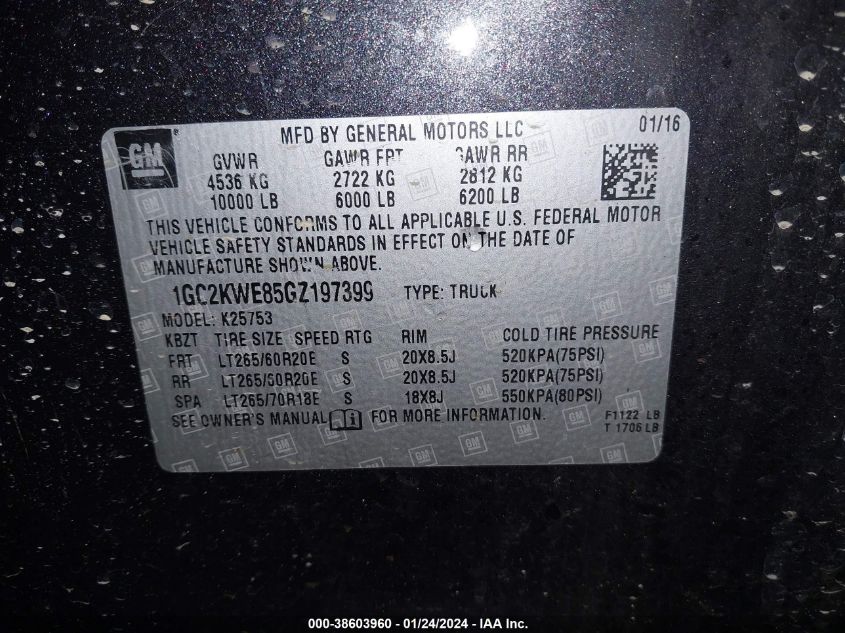 MFD BY GENERAL MOTORS LLC 01/16
GM
GVWR GAWR FRT GAWR RR
4536 KG 2722 KG 2812 KG
10000 LB 6000 LB 6200 LB
THIS VEHICLE CONFORMS TO ALL APPLICABLE U.S. FEDERAL MOTOR
VEHICLE SAFETY STANDARDS IN EFFECT ON THE DATE OF
MANUFACTURE SHOWN ABOVE.
1GC2KWE85GZ197399 TYPE: TRUCK
MODEL: K25753
KBZT TIRE SIZE SPEED RTG RIM COLD TIRE PRESSURE
FRT LT265/60R20E S 20X8.5J 520KPA(75PSI)
RR LT265/60R20E S 20X8.5J 520KPA(75PSI)
SPA LT265/70R18E S 18X8J 550KPA(80PSI)
SEE OWNER'S MANUAL FOR MORE INFORMATION.
F1122 LB
T 1706 LB
000-38603960 - 01/24/2024 - IAA Inc.